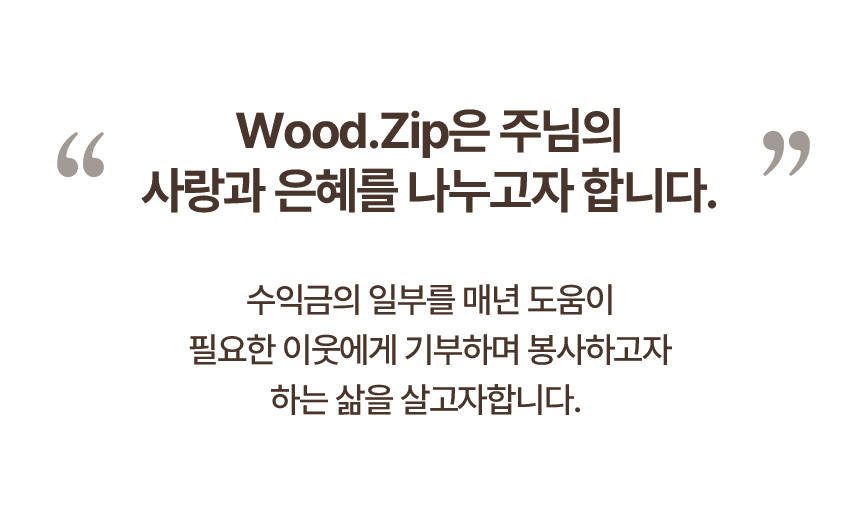 “ Wood.Zip은 주님의 ”
사랑과 은혜를 나누고자 합니다.
수익금의 일부를 매년 도움이
필요한 이웃에게 기부하며 봉사하고자
하는 삶을 살고자합니다.